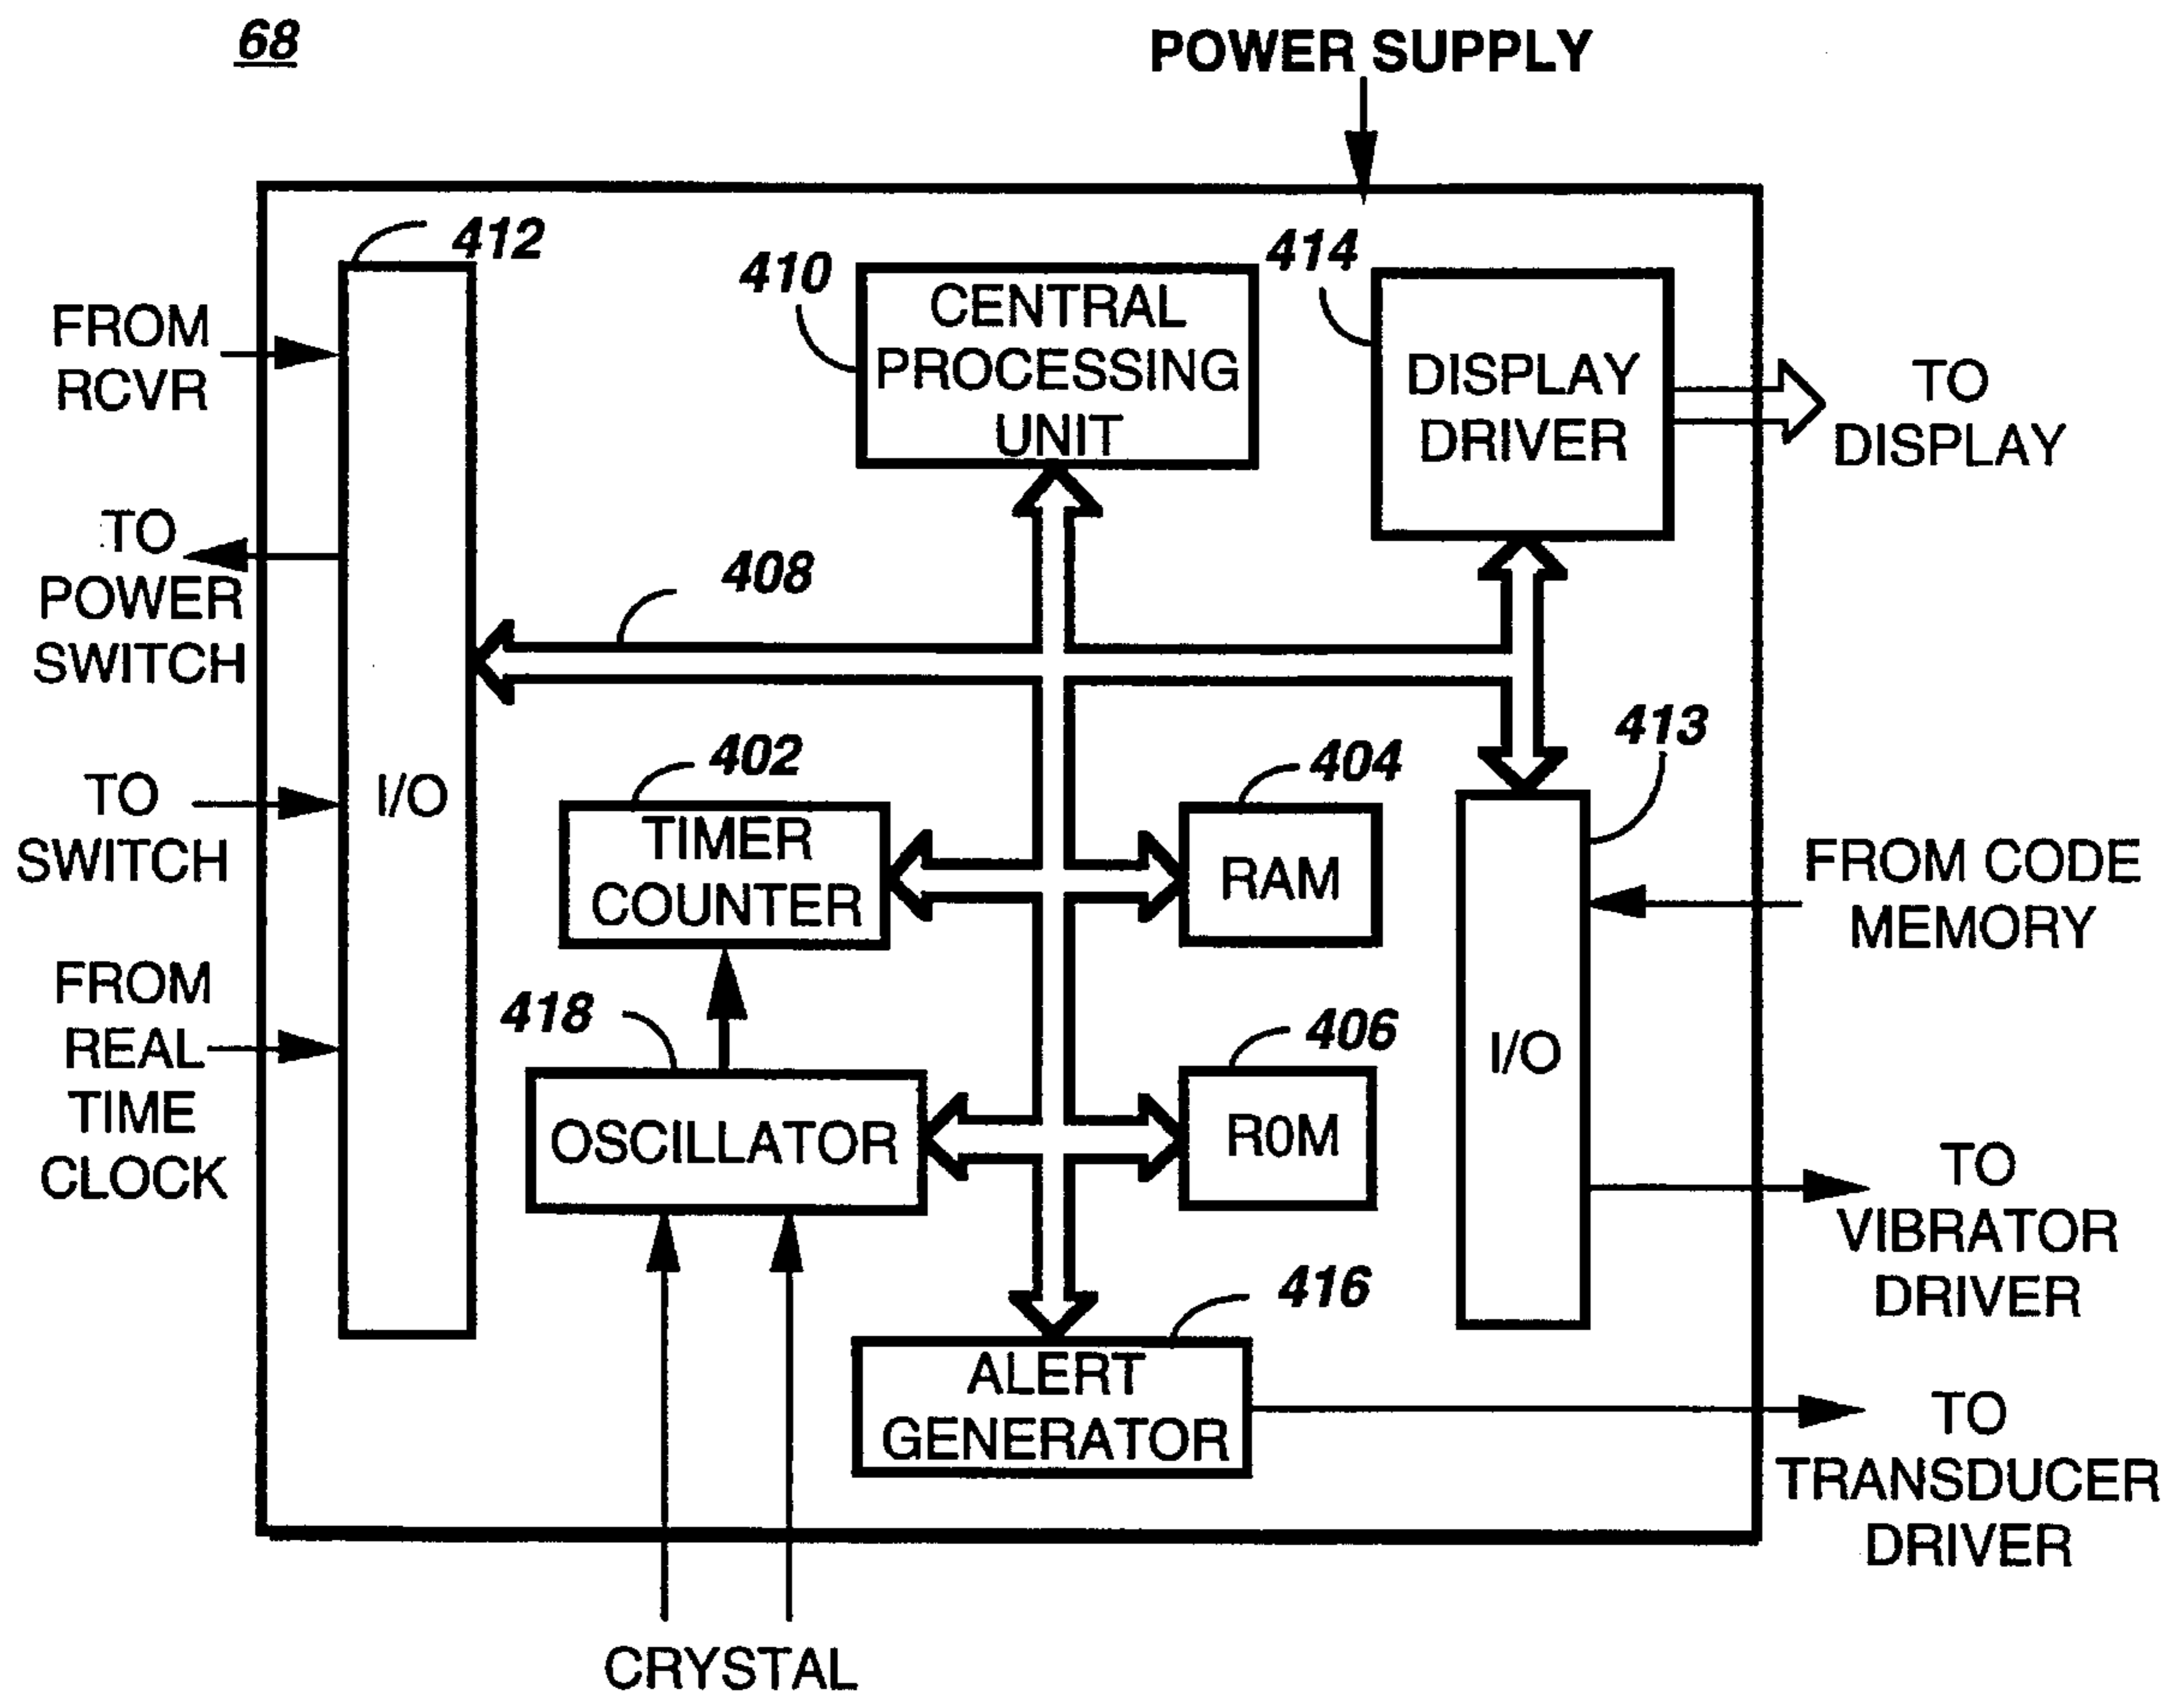 68
POWER SUPPLY
412
410
414
FROM
RCVR
CENTRAL
PROCESSING
UNIT
DISPLAY
DRIVER
TO
DISPLAY
TO
POWER
SWITCH
408
413
402
404
TO
SWITCH
I/O
TIMER
COUNTER
RAM
FROM CODE
MEMORY
FROM
REAL
TIME
CLOCK
418
406
I/O
OSCILLATOR
R0M
TO
VIBRATOR
DRIVER
416
ALERT
GENERATOR
TO
TRANSDUCER
DRIVER
CRYSTAL